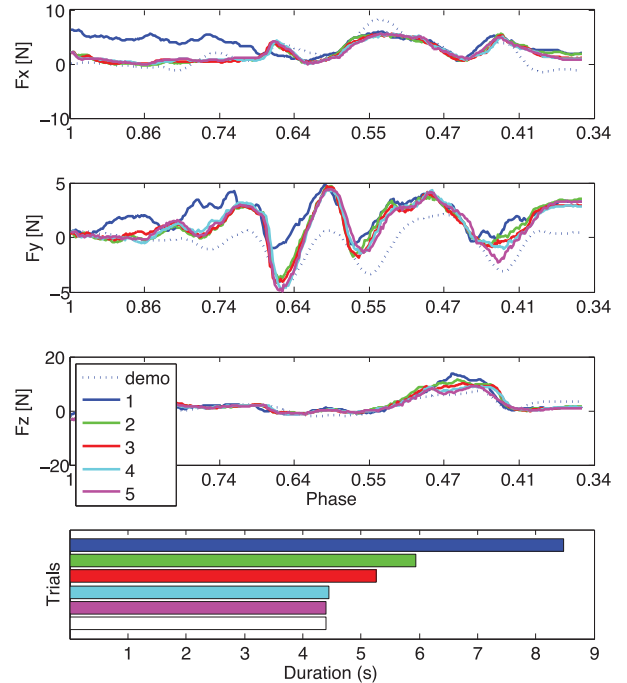 10
0
−10
Fx [N]
1 0.86 0.74 0.64 0.55 0.47 0.41 0.34
5
0
−5
Fy [N]
1 0.86 0.74 0.64 0.55 0.47 0.41 0.34
20
0
−20
Fz [N]
demo
1
2
3
4
5
1 0.74 0.64 0.55 0.47 0.41 0.34
Phase
Trials
1 2 3 4 5 6 7 8 9
Duration (s)